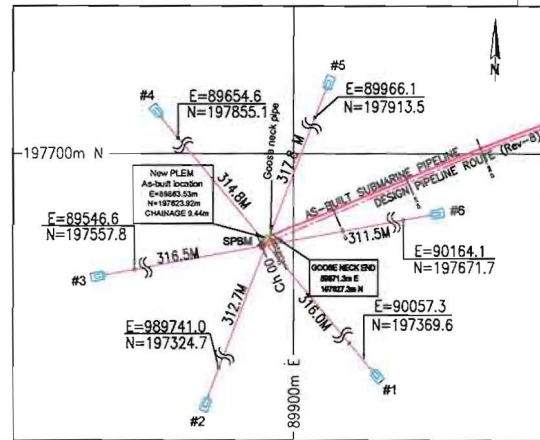 #5
#4
E=89654.6
N=197855.1
E=89966.1
N=197913.5
N
Goose neck pipe
197700m N
317.8 M
314.8M
AS-BUILT SUBMARINE PIPELINE
DESIGN PIPELINE ROUTE (Rev-8)
New PLEM
As-built location
E=89863.53m
N=197623.92m
CHAINAGE 9.44m
E=89546.6
N=197557.8
#6
SPBM
311.5M
316.5M
E=90164.1
N=197671.7
#3
Ch 00
GOOSE NECK END
89871.3m E
197627.3m N
312.7M
316.0M
E=989741.0
N=197324.7
E=90057.3
N=197369.6
89900m E
#1
#2